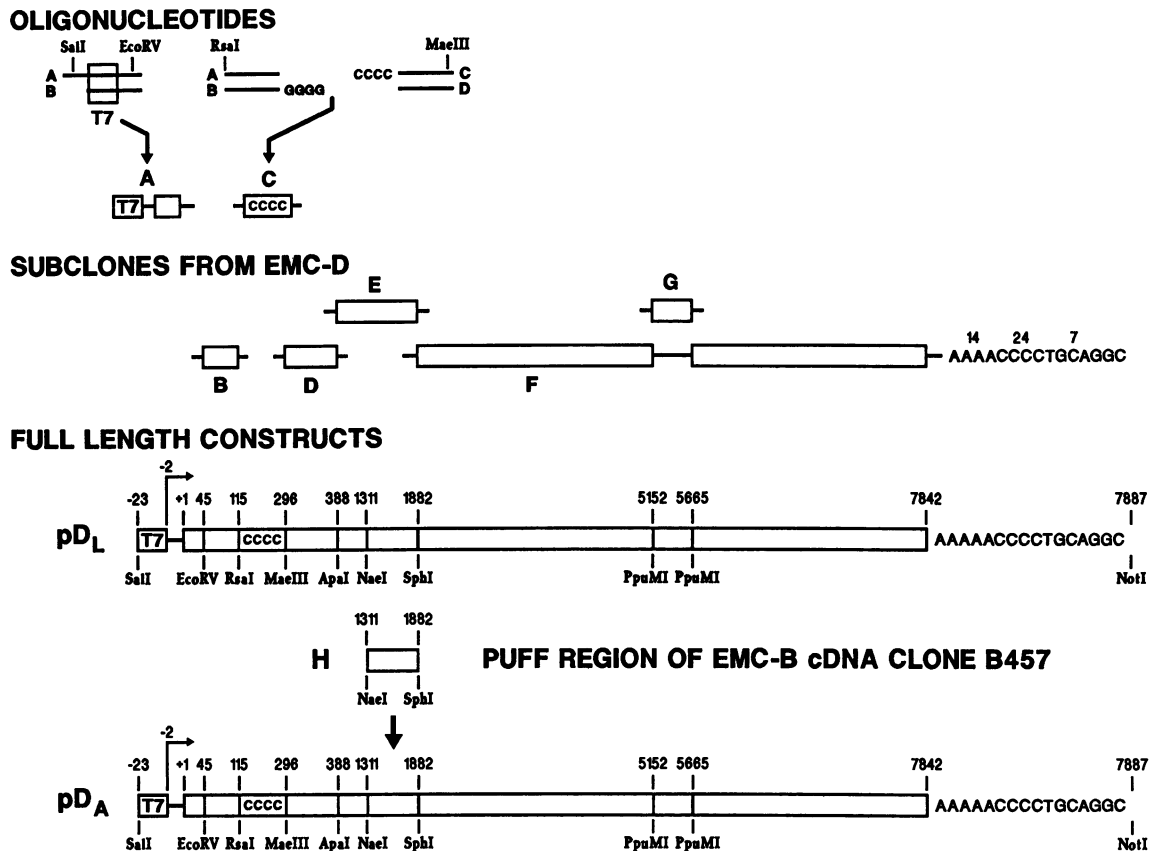 OLIGONUCLEOTIDES
SalI EcoRV RsaI MaeIII
A A CCCC C
B B GGGG D
T7
A C
T7 CCCC
SUBCLONES FROM EMC-D
E G
14 24 7
AAAACCCCTGCAGGC
B D F
FULL LENGTH CONSTRUCTS
-2
-23 +1 45 115 296 388 1311 1882 5152 5665 7842 7887
pDL T7 CCCC AAAAACCCCTGCAGGC
SalI EcoRV RsaI MaeIII ApaI NaeI SphI PpuMI PpuMI NotI
1311 1882
H PUFF REGION OF EMC-B cDNA CLONE B457
NaeI SphI
-2
-23 +1 45 115 296 388 1311 1882 5152 5665 7842 7887
pDA T7 CCCC AAAAACCCCTGCAGGC
SalI EcoRV RsaI MaeIII ApaI NaeI SphI PpuMI PpuMI NotI